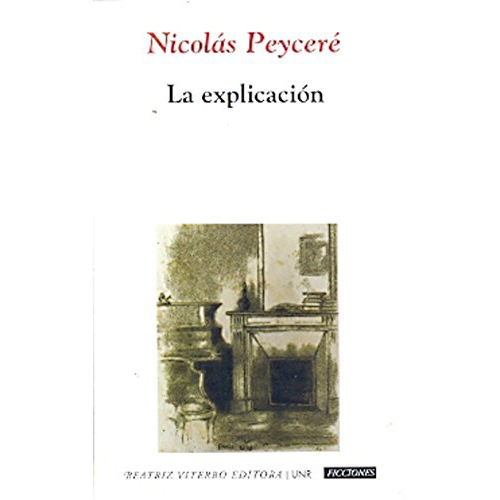 Nicolás Peyceré
La explicación
BEATRIZ VITERBO EDITORA | UNR FICCIONES